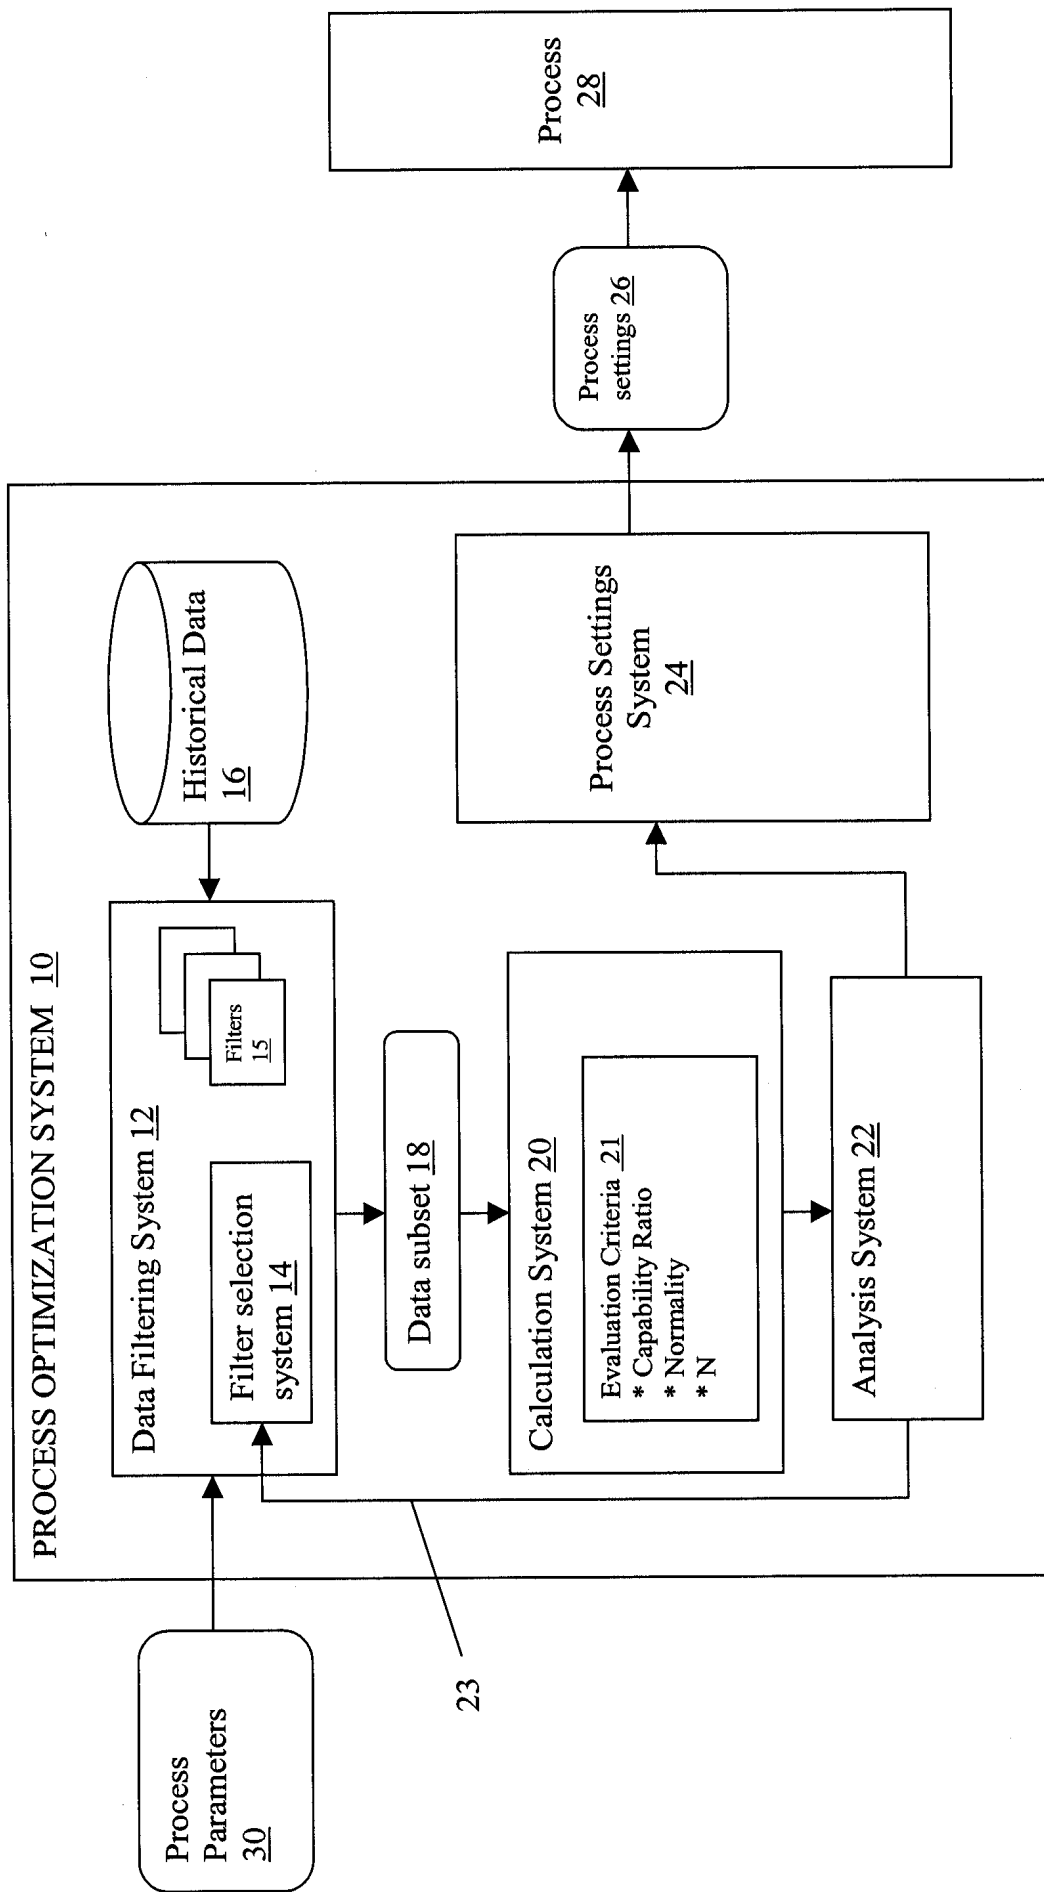 PROCESS OPTIMIZATION SYSTEM 10
Process
Parameters
30
Data Filtering System 12
Filter selection
system 14
Filters
15
Historical Data
16
23
Data subset 18
Calculation System 20
Evaluation Criteria 21
* Capability Ratio
* Normality
* N
Analysis System 22
Process Settings
System
24
Process
settings 26
Process
28